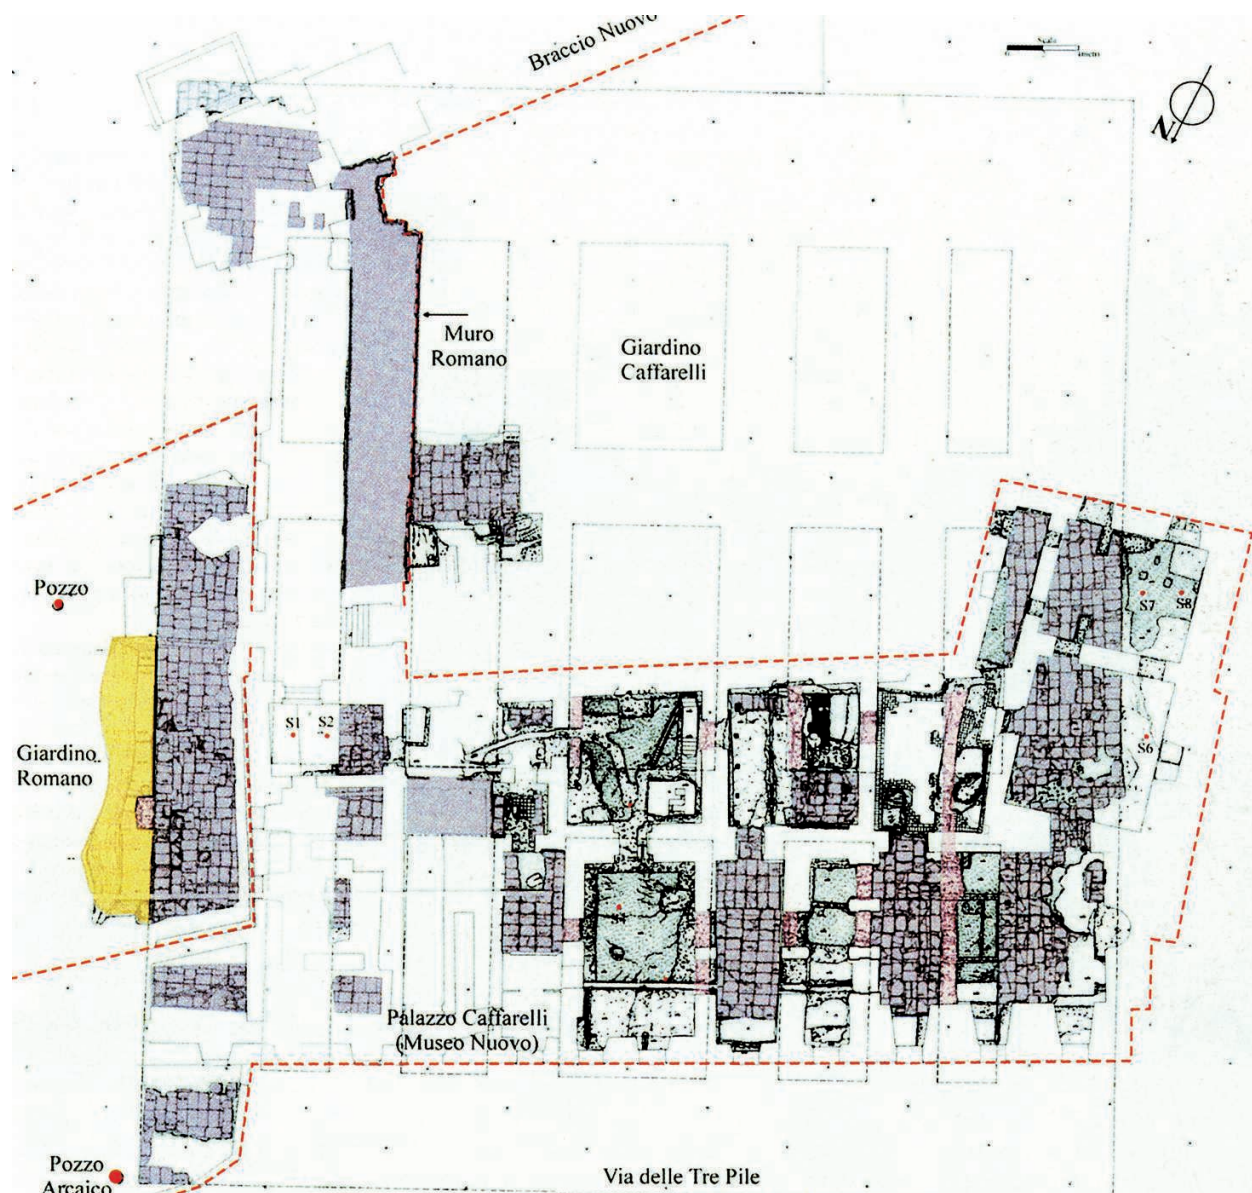 Braccio Nuovo
Scala
N
Muro
Romano
Giardino
Caffarelli
Pozzo
S7
S8
S1
S2
S6
Giardino
Romano
Palazzo Caffarelli
(Museo Nuovo)
Via delle Tre Pile
Pozzo
Arcaico